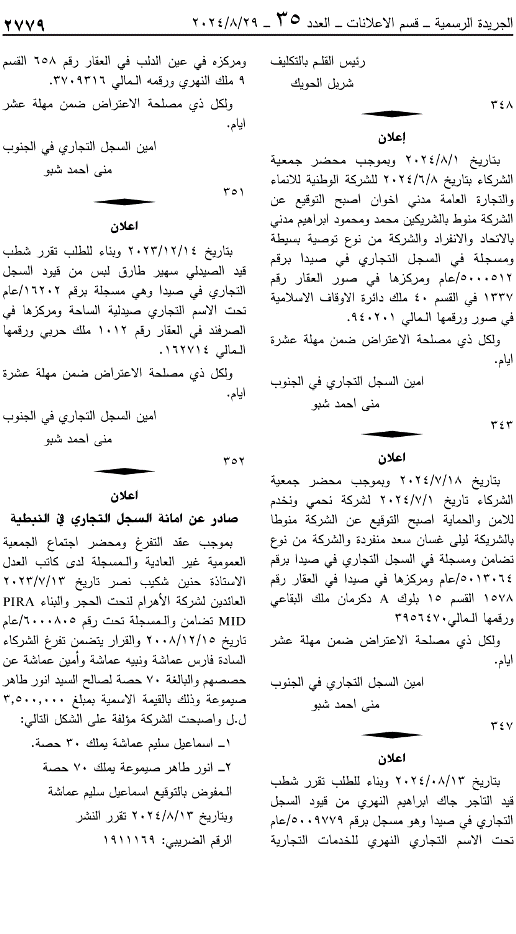 الجريدة الرسمية ــ قسم الاعلانات ــ العدد ٣٥ ــ ٢٠٢٤/٨/٢٩
٢٧٧٩
رئيس القلم بالتكليف
شربل الحويك
٣٤٨
إعلان
بتاريخ ٢٠٢٤/٨/١ وبموجب محضر جمعية
الشركاء بتاريخ ٢٠٢٤/٦/٨ للشركة الوطنية للانماء
والتجارة العامة مدني اخوان اصبح التوقيع عن
الشركة منوط بالشريكين محمد ومحمود ابراهيم مدني
بالاتحاد والانفراد والشركة من نوع توصية بسيطة
ومسجلة في السجل التجاري في صيدا برقم
٥٠٠٠٥١٢/عام ومركزها في صور العقار رقم
١٣٣٧ في القسم ٤٠ ملك دائرة الاوقاف الاسلامية
في صور ورقمها المالي ٩٤٠٢٠١.
ولكل ذي مصلحة الاعتراض ضمن مهلة عشرة
ايام.
امين السجل التجاري في الجنوب
منى احمد شبو
٣٤٣
اعلان
بتاريخ ٢٠٢٤/٧/١٨ وبموجب محضر جمعية
الشركاء تاريخ ٢٠٢٤/٧/١ لشركة نحمي ونخدم
للامن والحماية اصبح التوقيع عن الشركة منوطا
بالشريكة ليلى غسان سعد منفردة والشركة من نوع
تضامن ومسجلة في السجل التجاري في صيدا برقم
٥٠١٣٠٦٤/عام ومركزها في صيدا في العقار رقم
١٥٧٨ القسم ١٥ بلوك A دكرمان ملك البقاعي
ورقمها المالي٣٩٥٦٤٧٠.
ولكل ذي مصلحة الاعتراض ضمن مهلة عشر
ايام.
امين السجل التجاري في الجنوب
منى احمد شبو
٣٤٧
اعلان
بتاريخ ٢٠٢٤/٠٨/١٣ وبناء للطلب تقرر شطب
قيد التاجر جاك ابراهيم النهري من قيود السجل
التجاري في صيدا وهو مسجل برقم ٥٠٠٩٧٧٩/عام
تحت الاسم التجاري النهري للخدمات التجارية
ومركزه في عين الدلب في العقار رقم ٦٥٨ القسم
٩ ملك النهري ورقمه المالي ٣٧٠٩٣١٦.
ولكل ذي مصلحة الاعتراض ضمن مهلة عشر
ايام.
امين السجل التجاري في الجنوب
منى احمد شبو
٣٥١
اعلان
بتاريخ ٢٠٢٣/١٢/١٤ وبناء للطلب تقرر شطب
قيد الصيدلي سهير طارق لبس من قيود السجل
التجاري في صيدا وهي مسجلة برقم ١٦٢٠٢/عام
تحت الاسم التجاري صيدلية الساحة ومركزها في
الصرفند في العقار رقم ١٠١٢ ملك حربي ورقمها
المالي ١٦٢٧١٤.
ولكل ذي مصلحة الاعتراض ضمن مهلة عشرة
ايام.
امين السجل التجاري في الجنوب
منى احمد شبو
٣٥٢
اعلان
صادر عن امانة السجل التجاري في النبطية
بموجب عقد التفرغ ومحضر اجتماع الجمعية
العمومية غير العادية والمسجلة لدى كاتب العدل
الاستاذة حنين شكيب نصر تاريخ ٢٠٢٣/٧/١٣
العائدين لشركة الأهرام لنحت الحجر والبناء PIRA
MID تضامن والمسجلة تحت رقم ٦٠٠٠٨٠٥/عام
تاريخ ٢٠٠٨/١٢/١٥ والقرار يتضمن تفرغ الشركاء
السادة فارس عماشة ونبيه عماشة وأمين عماشة عن
حصصهم والبالغة ٧٠ حصة لصالح السيد انور طاهر
صيموعة وذلك بالقيمة الاسمية بمبلغ ٣,٥٠٠,٠٠٠
ل.ل واصبحت الشركة مؤلفة على الشكل التالي:
١ــ اسماعيل سليم عماشة يملك ٣٠ حصة.
٢ــ انور طاهر صيموعة يملك ٧٠ حصة
المفوض بالتوقيع اسماعيل سليم عماشة
وبتاريخ ٢٠٢٤/٨/١٣ تقرر النشر
الرقم الضريبي: ١٩١١١٦٩